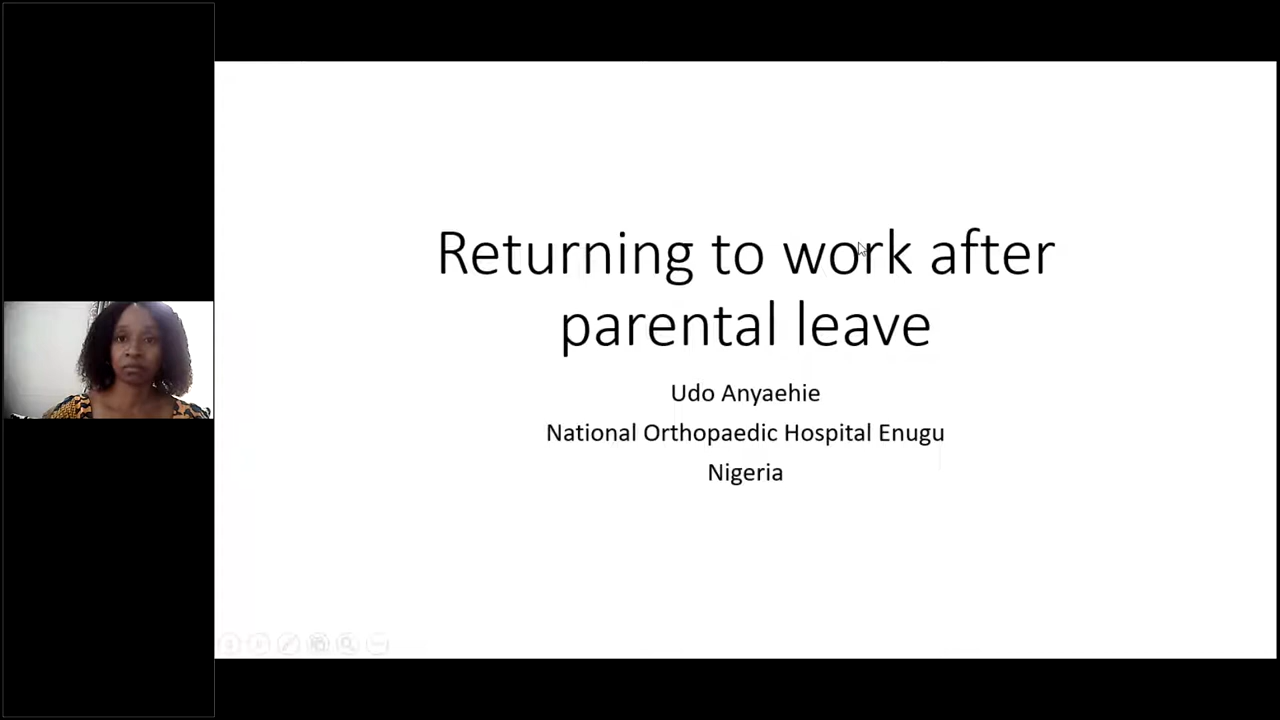 Returning to work after
parental leave
Udo Anyaehie
National Orthopaedic Hospital Enugu
Nigeria